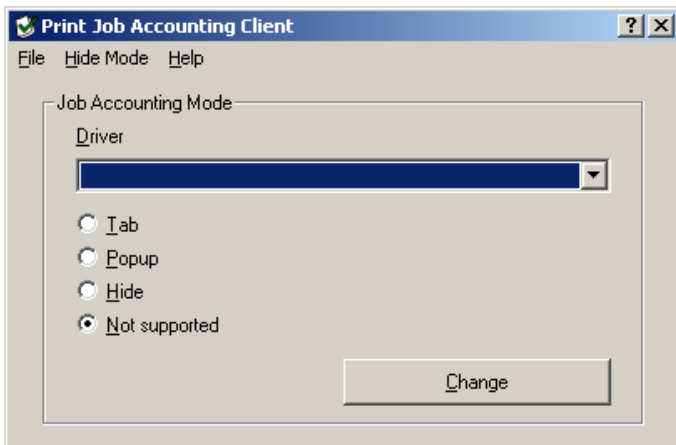 Print Job Accounting Client
File Hide Mode Help
Job Accounting Mode
Driver
Tab
Popup
Hide
Not supported
Change